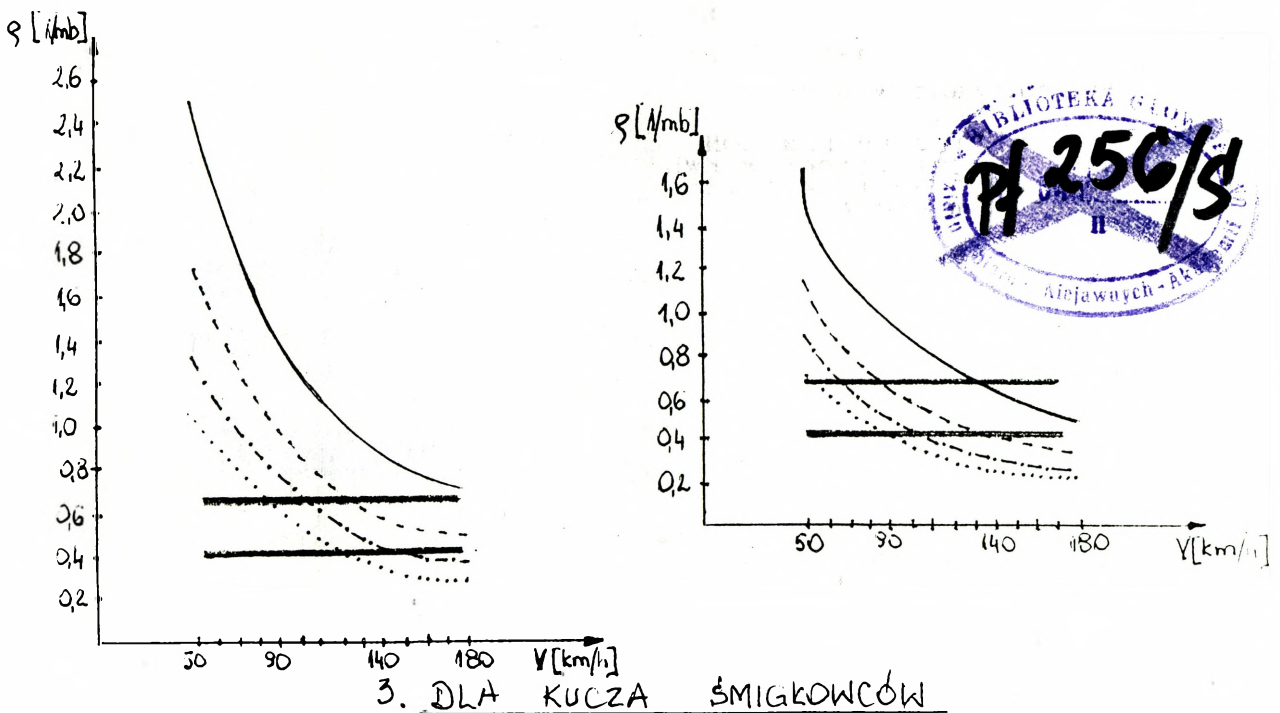 ρ [1/mb]
2,6
2,4
2,2
2,0
1,8
1,6
1,4
1,2
1,0
0,8
0,6
0,4
0,2
50 90 140 180 V [km/h]
ρ [1/mb]
1,6
1,4
1,2
1,0
0,8
0,6
0,4
0,2
50 90 140 180 V [km/h]
BIBLIOTEKA GŁÓW
Pf 256/S
II
3. DLA KUCZA ŚMIGŁOWCÓW